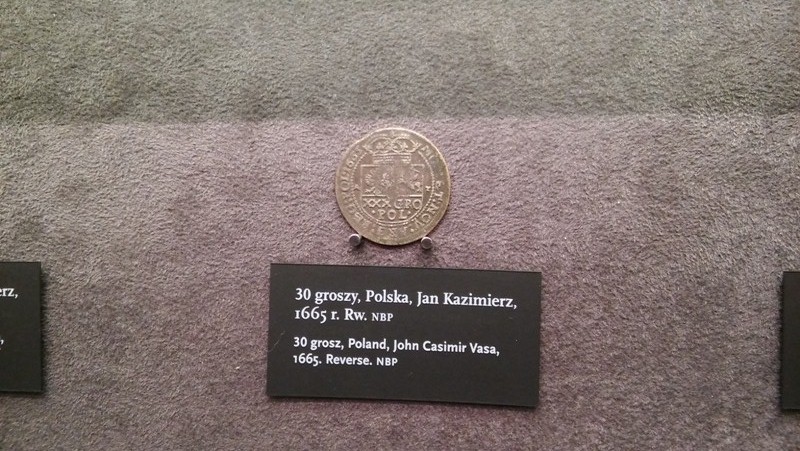 XXX GRO
POL
erz,
30 groszy, Polska, Jan Kazimierz,
1665 r. Rw. NBP
30 grosz, Poland, John Casimir Vasa,
1665. Reverse. NBP